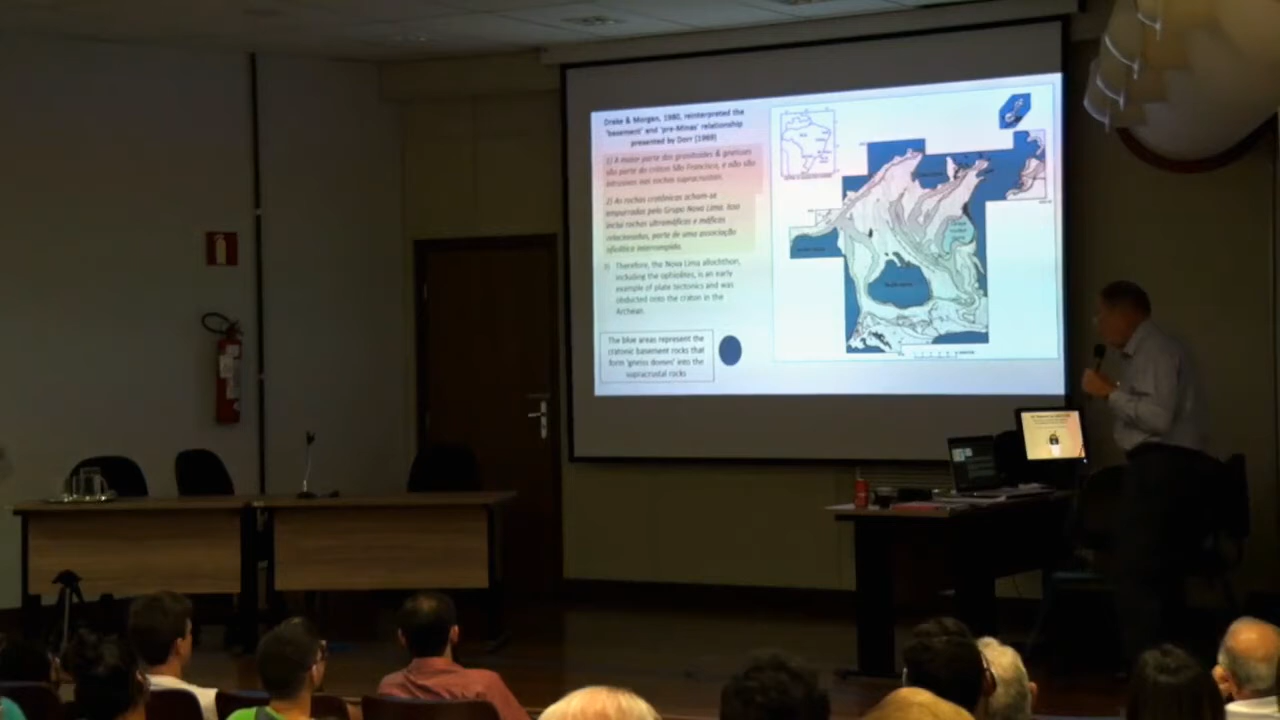 Drake & Morgan, 1980, reinterpreted the
'basement' and 'pre-Minas' relationship
presented by Dorr (1969)
1) A maior parte dos granitoides & gnaisses
são parte do cráton São Francisco, e não são
intrusivos nas rochas supracrustais.
2) As rochas cratônicas acham-se
empurradas pelo Grupo Nova Lima. Isso
inclui rochas ultramáficas e máficas
relacionadas, parte de uma associação
ofiolítica interrompida.
3) Therefore, the Nova Lima allochthon,
including the ophiolites, is an early
example of plate tectonics and was
obducted onto the craton in the
Archean.
The blue areas represent the
cratonic basement rocks that
form 'gneiss domes' into the
supracrustal rocks